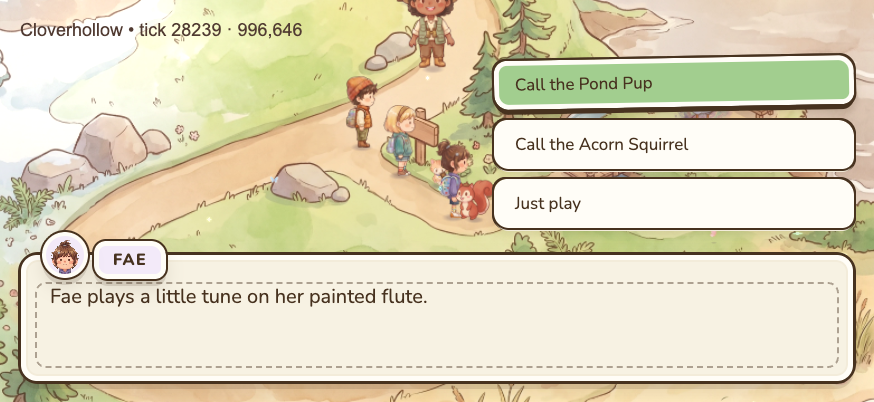 Cloverhollow • tick 28239 · 996,646
Call the Pond Pup
Call the Acorn Squirrel
Just play
FAE
Fae plays a little tune on her painted flute.